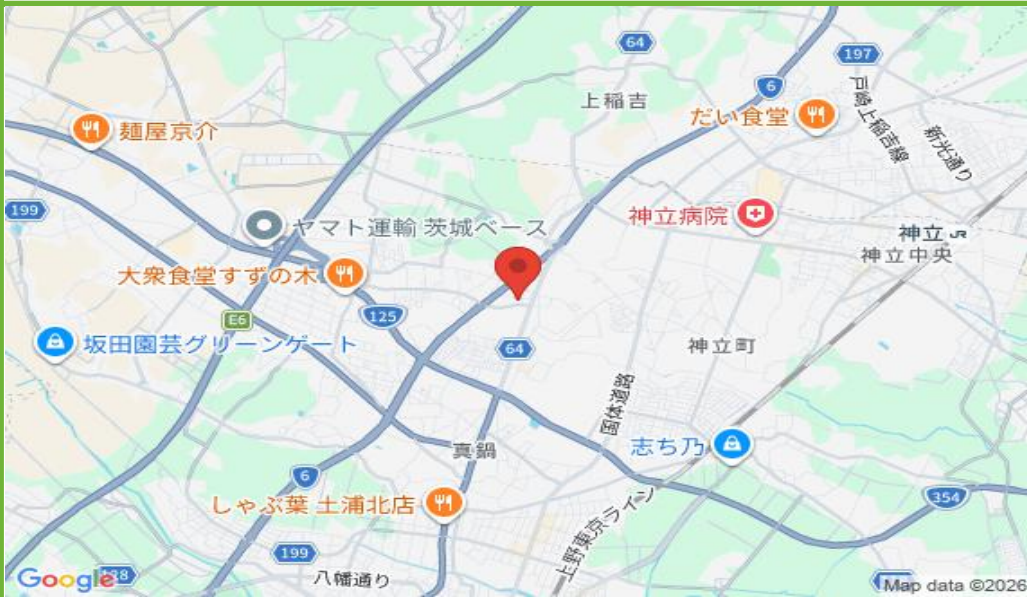 64
197
6
上稲吉
だい食堂
戸崎上稲吉線
新光通り
麺屋京介
199
ヤマト運輸 茨城ベース
神立病院
神立 JR
神立中央
大衆食堂すずの木
125
E6
坂田園芸グリーンゲート
64
神立町
国体道路
志ち乃
真鍋
6
しゃぶ葉 土浦北店
354
上野東京ライン
199
八幡通り
Google
Map data ©2026